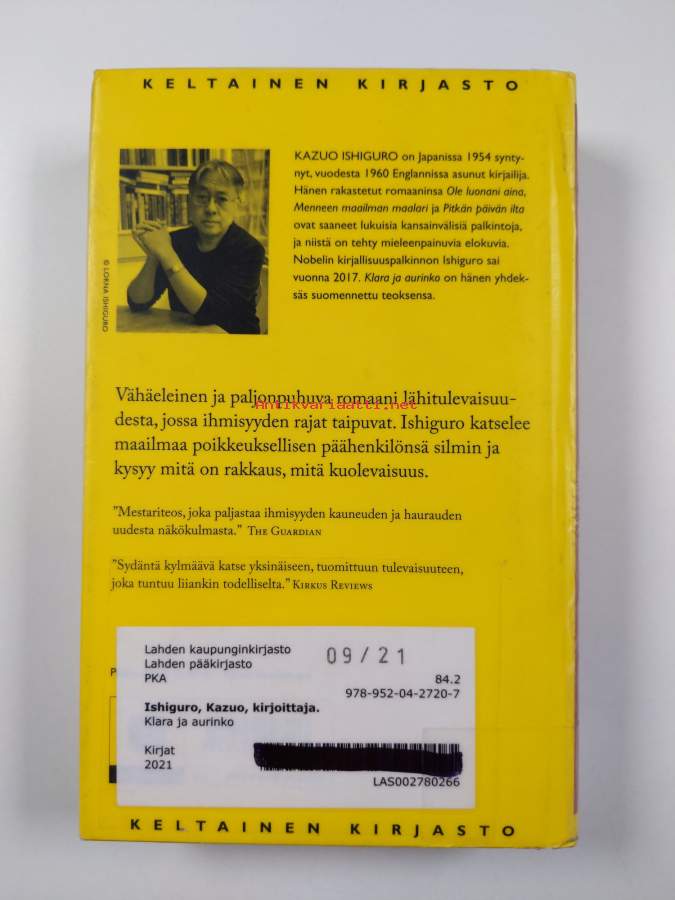 KELTAINEN KIRJASTO
KAZUO ISHIGURO on Japanissa 1954 synty-
nyt, vuodesta 1960 Englannissa asunut kirjailija.
Hänen rakastetut romaaninsa Ole luonani aina,
Menneen maailman maalari ja Pitkän päivän ilta
ovat saaneet lukuisia kansainvälisiä palkintoja,
ja niistä on tehty mieleenpainuvia elokuvia.
Nobelin kirjallisuuspalkinnon Ishiguro sai
vuonna 2017. Klara ja aurinko on hänen yhdek-
säs suomennettu teoksensa.
© LORNA ISHIGURO
Vähäeleinen ja paljonpuhuva romaani lähitulevaisuu-
Antikvariaatti.net
desta, jossa ihmisyyden rajat taipuvat. Ishiguro katselee
maailmaa poikkeuksellisen päähenkilönsä silmin ja
kysyy mitä on rakkaus, mitä kuolevaisuus.
”Mestariteos, joka paljastaa ihmisyyden kauneuden ja haurauden
uudesta näkökulmasta.” THE GUARDIAN
”Sydäntä kylmäävä katse yksinäiseen, tuomittuun tulevaisuuteen,
joka tuntuu liiankin todelliselta.” KIRKUS REVIEWS
P
Lahden kaupunginkirjasto
09/21
Lahden pääkirjasto
PKA
84.2
978-952-04-2720-7
Ishiguro, Kazuo, kirjoittaja.
Klara ja aurinko
Kirjat
2021
LAS002780266
KELTAINEN KIRJASTO